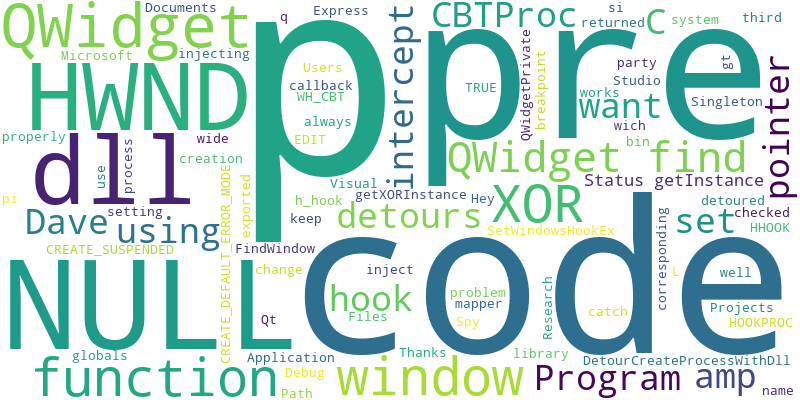 QWidget
Documents
q
Express
CBTProc
C
si
returned
system
third
Microsoft
injecting
HWND
p
pre
Users
callback
WH_CBT
always
EDIT
intercept
TRUE
QWidgetPrivate
breakpoint
want
works
party
Studio
wich
bin
gt
Singleton
pointer
properly
wide
dll
use
process
creation
QWidget find
Status getInstance
pi
Dave
using
setting
CREATE_SUSPENDED
CREATE_DEFAULT_ERROR_MODE
exported
h_hook
Visual
getXORInstance
Hey
keep
detours
XOR
set
detoured
checked
HHOOK
FindWindow
SetWindowsHookEx
corresponding
NULL
code
change
inject
hook
Files
problem
mapper
Spy
Research
catch
L
well
Projects
HOOKPROC
Qt
globals
Application
Thanks
library
DetourCreateProcessWithDll
function
Debug
Path
window
Program
amp
name